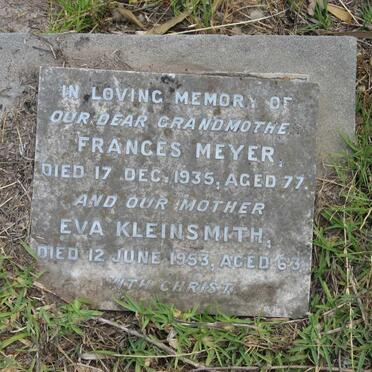 IN LOVING MEMORY OF
OUR DEAR GRANDMOTHE
FRANCES MEYER,
DIED 17 DEC. 1935, AGED 77.
AND OUR MOTHER
EVA KLEINSMITH,
DIED 12 JUNE 1953, AGED 63
WITH CHRIST.